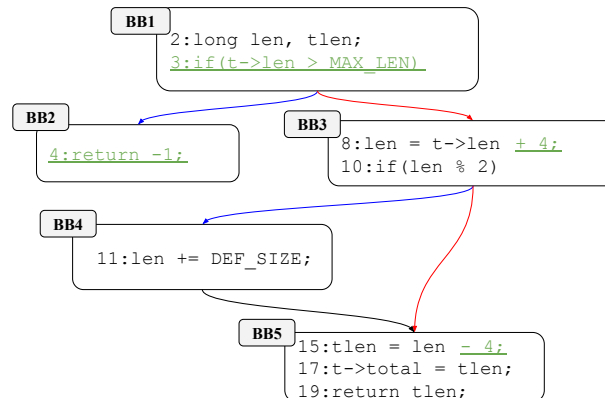 BB1
2:long len, tlen;
3:if(t->len > MAX_LEN)
BB2
4:return -1;
BB3
8:len = t->len + 4;
10:if(len % 2)
BB4
11:len += DEF_SIZE;
BB5
15:tlen = len - 4;
17:t->total = tlen;
19:return tlen;